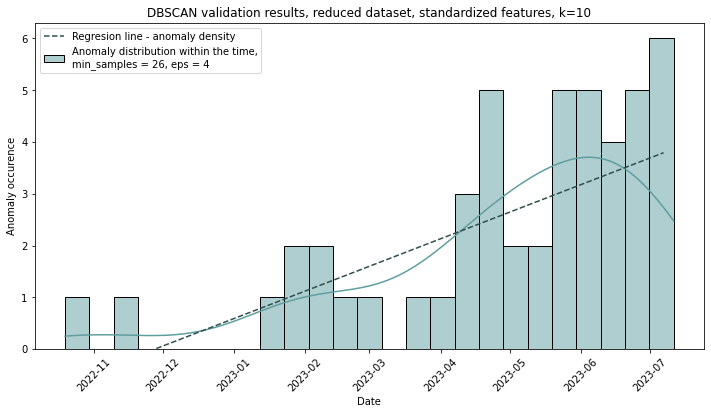 DBSCAN validation results, reduced dataset, standardized features, k=10
Regresion line - anomaly density
Anomaly distribution within the time,
min_samples = 26, eps = 4
Anomaly occurence
6
5
4
3
2
1
0
2022-11
2022-12
2023-01
2023-02
2023-03
2023-04
2023-05
2023-06
2023-07
Date